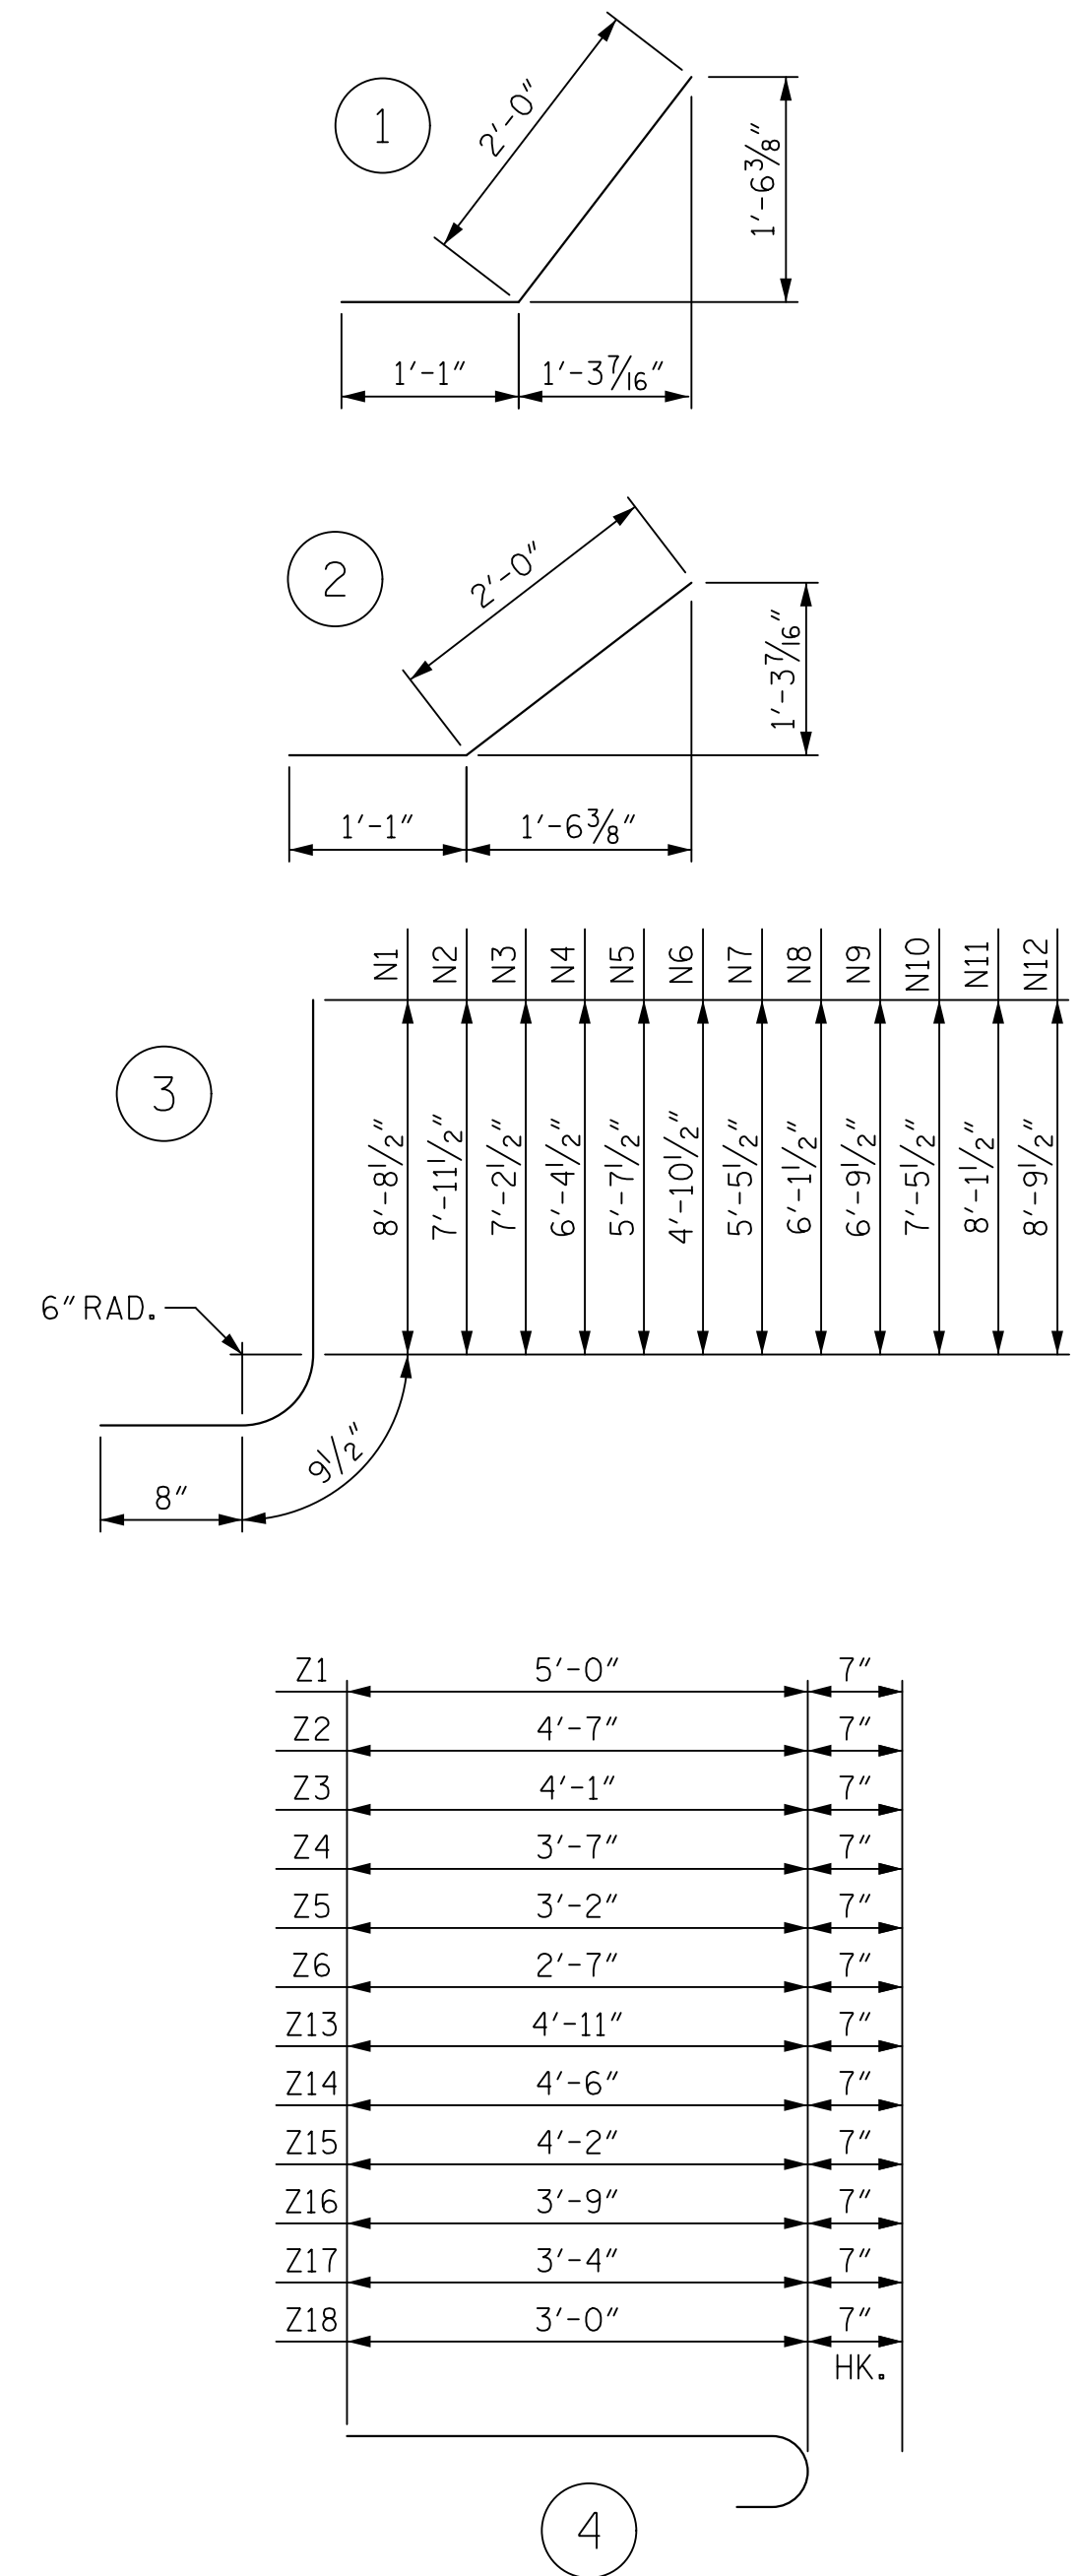 1
2'-0"
1'-6 3/8"
1'-1"
1'-3 7/16"
2
2'-0"
1'-3 7/16"
1'-1"
1'-6 3/8"
3
N1
N2
N3
N4
N5
N6
N7
N8
N9
N10
N11
N12
8'-8 1/2"
7'-11 1/2"
7'-2 1/2"
6'-4 1/2"
5'-7 1/2"
4'-10 1/2"
5'-5 1/2"
6'-1 1/2"
6'-9 1/2"
7'-5 1/2"
8'-1 1/2"
8'-9 1/2"
6" RAD.
9 1/2"
8"
Z1 5'-0" 7"
Z2 4'-7" 7"
Z3 4'-1" 7"
Z4 3'-7" 7"
Z5 3'-2" 7"
Z6 2'-7" 7"
Z13 4'-11" 7"
Z14 4'-6" 7"
Z15 4'-2" 7"
Z16 3'-9" 7"
Z17 3'-4" 7"
Z18 3'-0" 7"
HK.
4